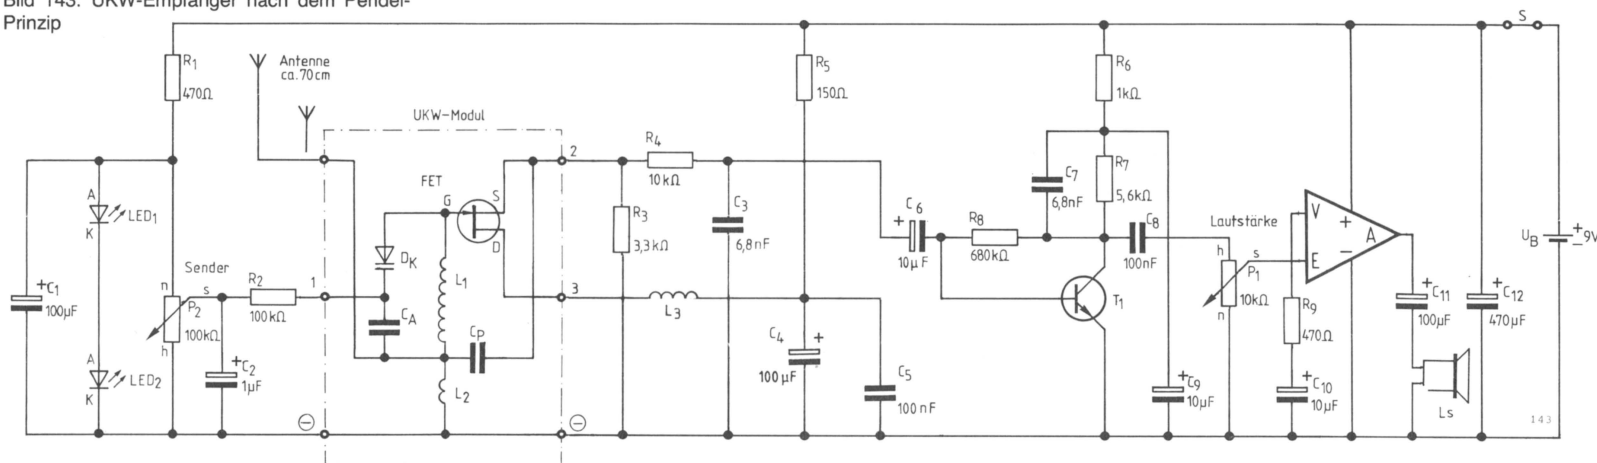 Bild 143. UKW-Empfänger nach dem Pendel-
Prinzip
R1
470Ω
Antenne
ca.70cm
UKW-Modul
R5
150Ω
R6
1kΩ
S
A
K
LED1
+C1
100µF
A
K
LED2
Sender
n
s
P2
100kΩ
h
R2
100kΩ
+C2
1µF
1
FET
G
S
D
DK
L1
CA
CP
L2
2
3
⊖
⊖
R4
10kΩ
R3
3,3kΩ
C3
6,8nF
L3
C4
+
100µF
C5
100nF
C6
+
10µF
R8
680kΩ
C7
6,8nF
R7
5,6kΩ
C8
100nF
T1
+C9
10µF
Lautstärke
h
s
P1
10kΩ
n
V
+
A
−
E
R9
470Ω
+C10
10µF
+C11
100µF
Ls
+C12
470µF
UB
+
−
9V
143